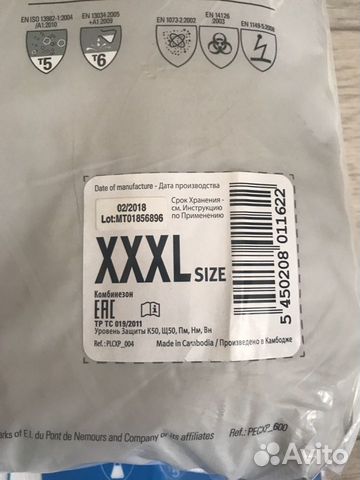 EN ISO 13982-1:2004
/A1:2010
EN 13034:2005
+A1:2009
EN 1073-2:2002
EN 14126
2003
EN 1149-5:2008
T5
T6
Date of manufacture - Дата производства
02/2018
Lot:MT01856896
Срок Хранения -
см. Инструкцию
по Применению
XXXL SIZE
Комбинезон
EAC
ТР ТС 019/2011
Уровень Защиты К50, Щ50, Пм, Нм, Вн
Ref.: PLCXP_004
Made in Cambodia / Произведено в Камбодже
5 450208 011622
arks of E.I. du Pont de Nemours and Company or its affiliates
Ref.: PECXP_600
Avito